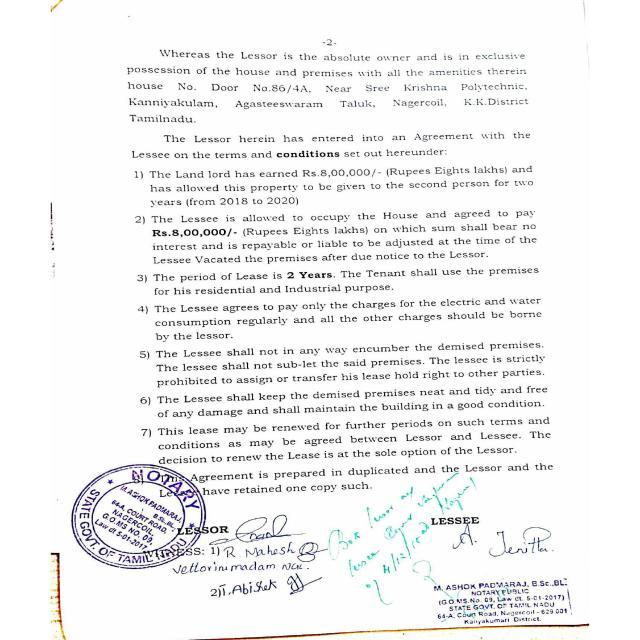 -2-
Whereas the Lessor is the absolute owner and is in exclusive
possession of the house and premises with all the amenities therein
house No. Door No.86/4A, Near Sree Krishna Polytechnic,
Kanniyakulam, Agasteeswaram Taluk, Nagercoil, K.K.District
Tamilnadu.
The Lessor herein has entered into an Agreement with the
Lessee on the terms and conditions set out hereunder:
1) The Land lord has earned Rs.8,00,000/- (Rupees Eights lakhs) and
has allowed this property to be given to the second person for two
years (from 2018 to 2020)
2) The Lessee is allowed to occupy the House and agreed to pay
Rs.8,00,000/- (Rupees Eights lakhs) on which sum shall bear no
interest and is repayable or liable to be adjusted at the time of the
Lessee Vacated the premises after due notice to the Lessor.
3) The period of Lease is 2 Years. The Tenant shall use the premises
for his residential and Industrial purpose.
4) The Lessee agrees to pay only the charges for the electric and water
consumption regularly and all the other charges should be borne
by the lessor.
5) The Lessee shall not in any way encumber the demised premises.
The lessee shall not sub-let the said premises. The lessee is strictly
prohibited to assign or transfer his lease hold right to other parties.
6) The Lessee shall keep the demised premises neat and tidy and free
of any damage and shall maintain the building in a good condition.
7) This lease may be renewed for further periods on such terms and
conditions as may be agreed between Lessor and Lessee. The
decision to renew the Lease is at the sole option of the Lessor.
Agreement is prepared in duplicated and the Lessor and the
have retained one copy such.
NOTARY
M.ASHOK PADMARAJ,
B.Sc.,BL.
64-A, COURT ROAD,
NAGERCOIL
G.O MS NO. 09,
Law dt 5-01-2017
STATE GOVT. OF TAMIL NADU
LESSOR
LESSEE
A. Jenitta
1) R. Mahesh
Vettorinimadam
2) Abishek
M. ASHOK PADMARAJ, B.Sc.,BL.
NOTARY PUBLIC
(G.O MS.No. 09, Law dt. 5-01-2017)
STATE GOVT. OF TAMIL NADU
64-A, Court Road, Nagercoil - 629 001
Kanyakumari District.